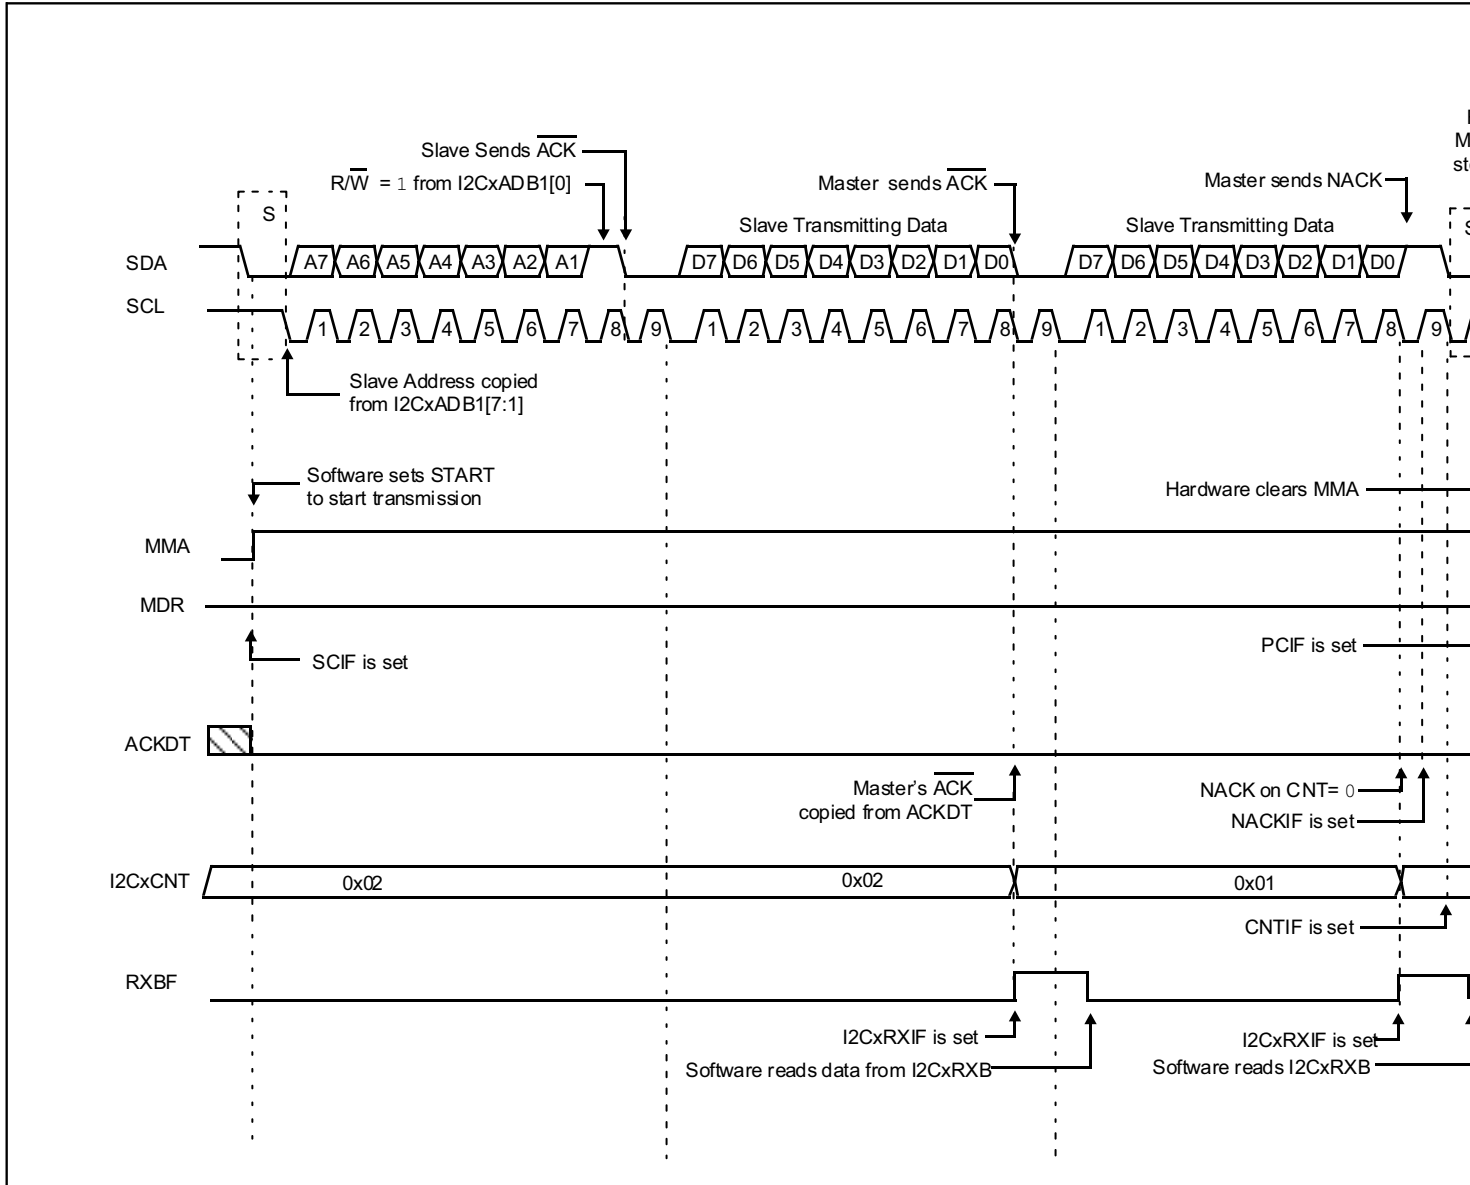 I
M
st
Slave Sends ACK
R/W = 1 from I2CxADB1[0]
Master sends ACK
Master sends NACK
S
Slave Transmitting Data
Slave Transmitting Data
S
SDA
A7 A6 A5 A4 A3 A2 A1
D7 D6 D5 D4 D3 D2 D1 D0
D7 D6 D5 D4 D3 D2 D1 D0
SCL
1 2 3 4 5 6 7 8 9
1 2 3 4 5 6 7 8 9
1 2 3 4 5 6 7 8 9
Slave Address copied
from I2CxADB1[7:1]
Software sets START
to start transmission
Hardware clears MMA
MMA
MDR
SCIF is set
PCIF is set
ACKDT
Master's ACK
copied from ACKDT
NACK on CNT= 0
NACKIF is set
I2CxCNT
0x02
0x02
0x01
CNTIF is set
RXBF
I2CxRXIF is set
I2CxRXIF is set
Software reads data from I2CxRXB
Software reads I2CxRXB